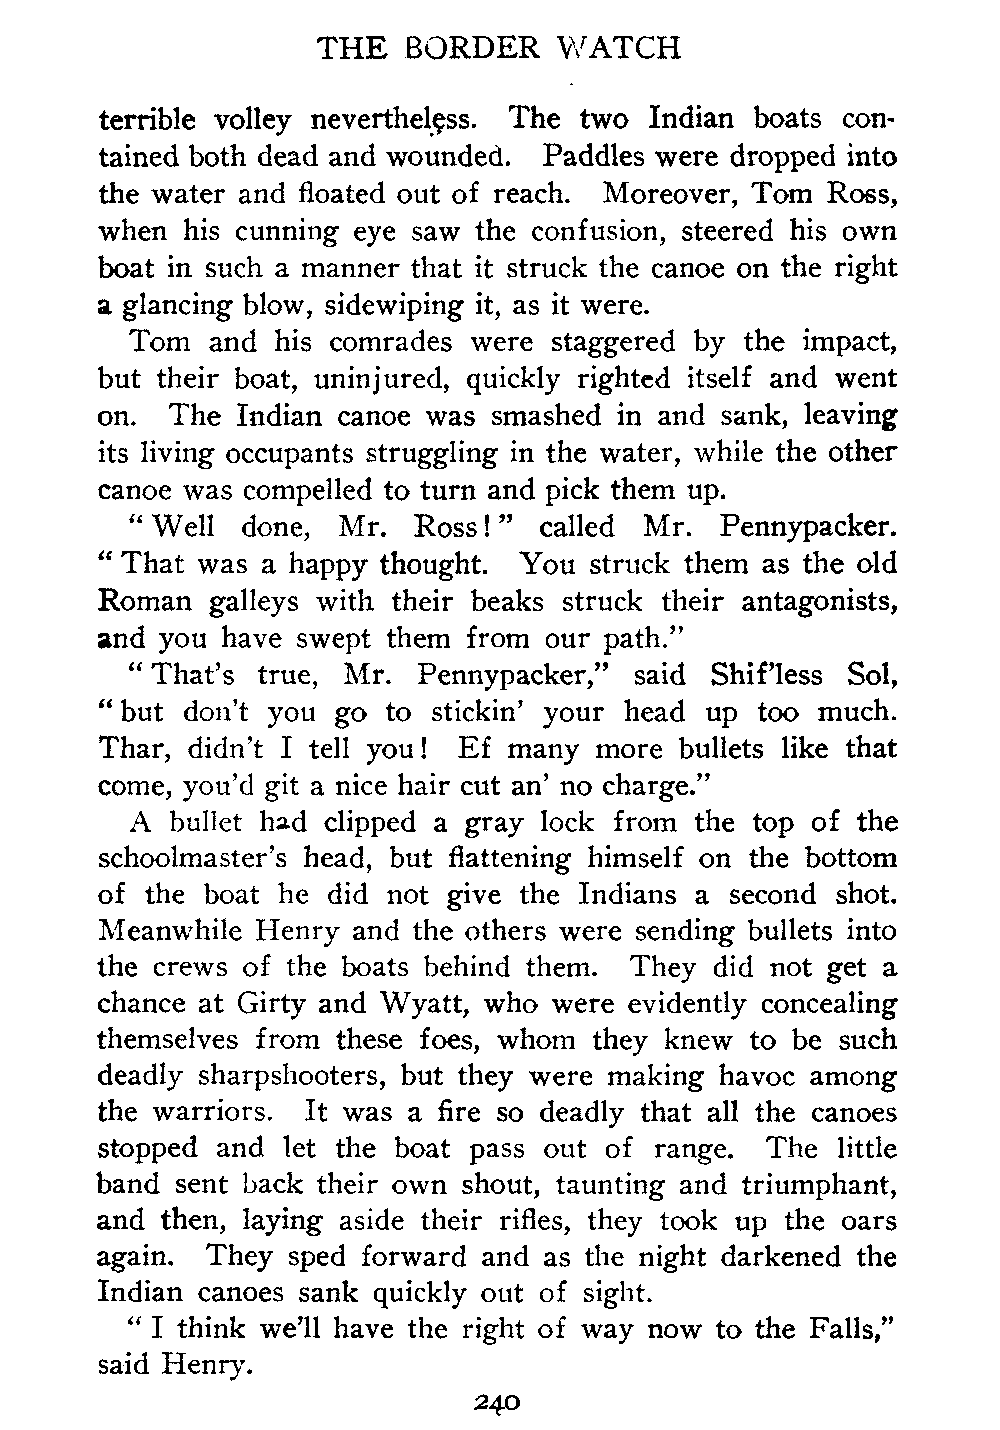 THE BORDER WATCH
terrible volley nevertheless. The two Indian boats con-
tained both dead and wounded. Paddles were dropped into
the water and floated out of reach. Moreover, Tom Ross,
when his cunning eye saw the confusion, steered his own
boat in such a manner that it struck the canoe on the right
a glancing blow, sidewiping it, as it were.
Tom and his comrades were staggered by the impact,
but their boat, uninjured, quickly righted itself and went
on. The Indian canoe was smashed in and sank, leaving
its living occupants struggling in the water, while the other
canoe was compelled to turn and pick them up.
“ Well done, Mr. Ross! ” called Mr. Pennypacker.
“ That was a happy thought. You struck them as the old
Roman galleys with their beaks struck their antagonists,
and you have swept them from our path.”
“ That’s true, Mr. Pennypacker,” said Shif’less Sol,
“ but don’t you go to stickin’ your head up too much.
Thar, didn’t I tell you! Ef many more bullets like that
come, you’d git a nice hair cut an’ no charge.”
A bullet had clipped a gray lock from the top of the
schoolmaster’s head, but flattening himself on the bottom
of the boat he did not give the Indians a second shot.
Meanwhile Henry and the others were sending bullets into
the crews of the boats behind them. They did not get a
chance at Girty and Wyatt, who were evidently concealing
themselves from these foes, whom they knew to be such
deadly sharpshooters, but they were making havoc among
the warriors. It was a fire so deadly that all the canoes
stopped and let the boat pass out of range. The little
band sent back their own shout, taunting and triumphant,
and then, laying aside their rifles, they took up the oars
again. They sped forward and as the night darkened the
Indian canoes sank quickly out of sight.
“ I think we’ll have the right of way now to the Falls,”
said Henry.
240